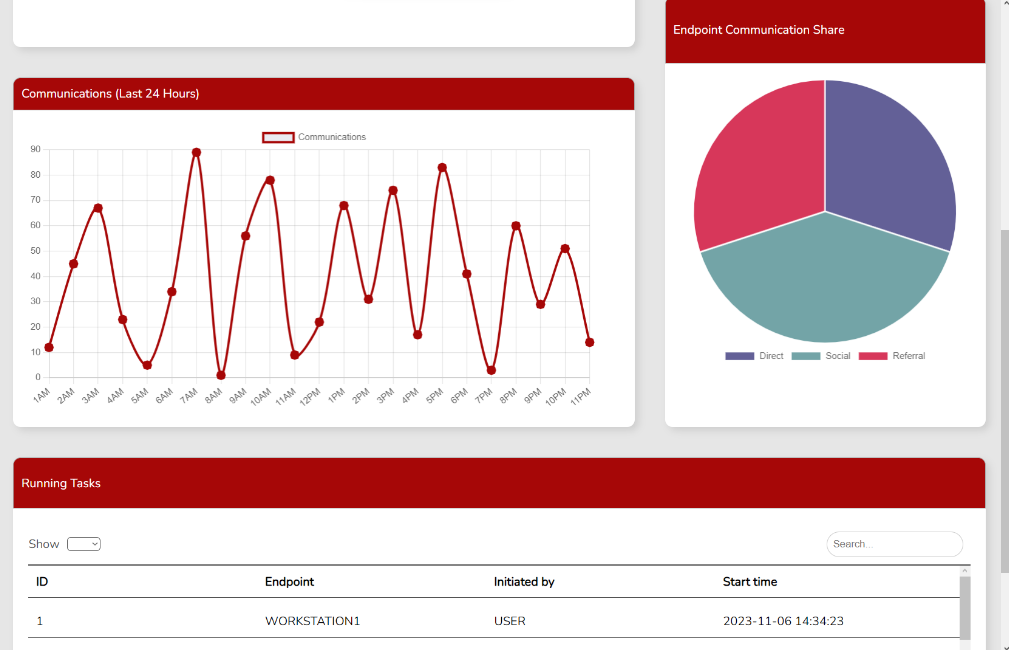 Endpoint Communication Share
Communications (Last 24 Hours)
Communications
90
80
70
60
50
40
30
20
10
0
1AM 2AM 3AM 4AM 5AM 6AM 7AM 8AM 9AM 10AM 11AM 12PM 1PM 2PM 3PM 4PM 5PM 6PM 7PM 8PM 9PM 10PM 11PM
Direct Social Referral
Running Tasks
Show
Search...
ID Endpoint Initiated by Start time
1 WORKSTATION1 USER 2023-11-06 14:34:23